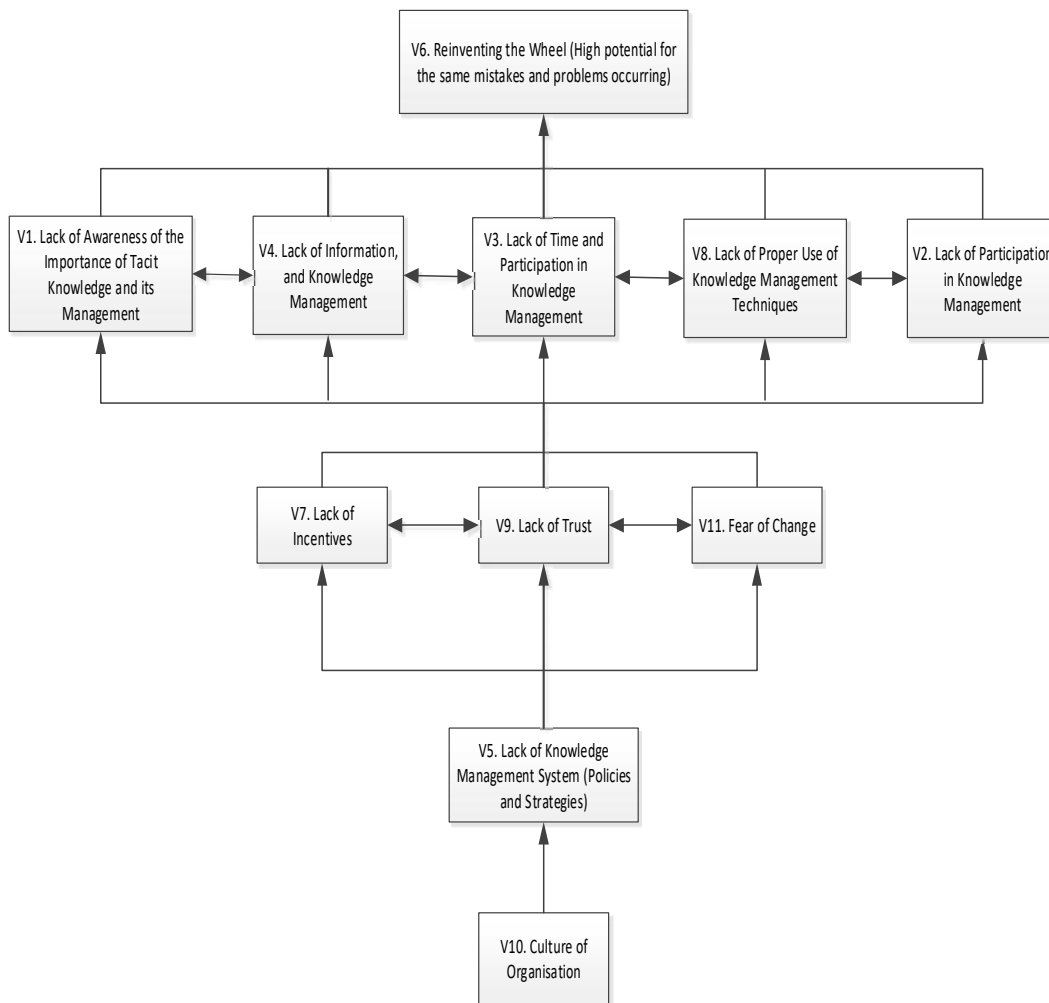 V6. Reinventing the Wheel (High potential for
the same mistakes and problems occurring)
V1. Lack of Awareness of the
Importance of Tacit
Knowledge and its
Management
V4. Lack of Information,
and Knowledge
Management
V3. Lack of Time and
Participation in
Knowledge
Management
V8. Lack of Proper Use of
Knowledge Management
Techniques
V2. Lack of Participation
in Knowledge
Management
V7. Lack of
Incentives
V9. Lack of Trust
V11. Fear of Change
V5. Lack of Knowledge
Management System (Policies
and Strategies)
V10. Culture of
Organisation